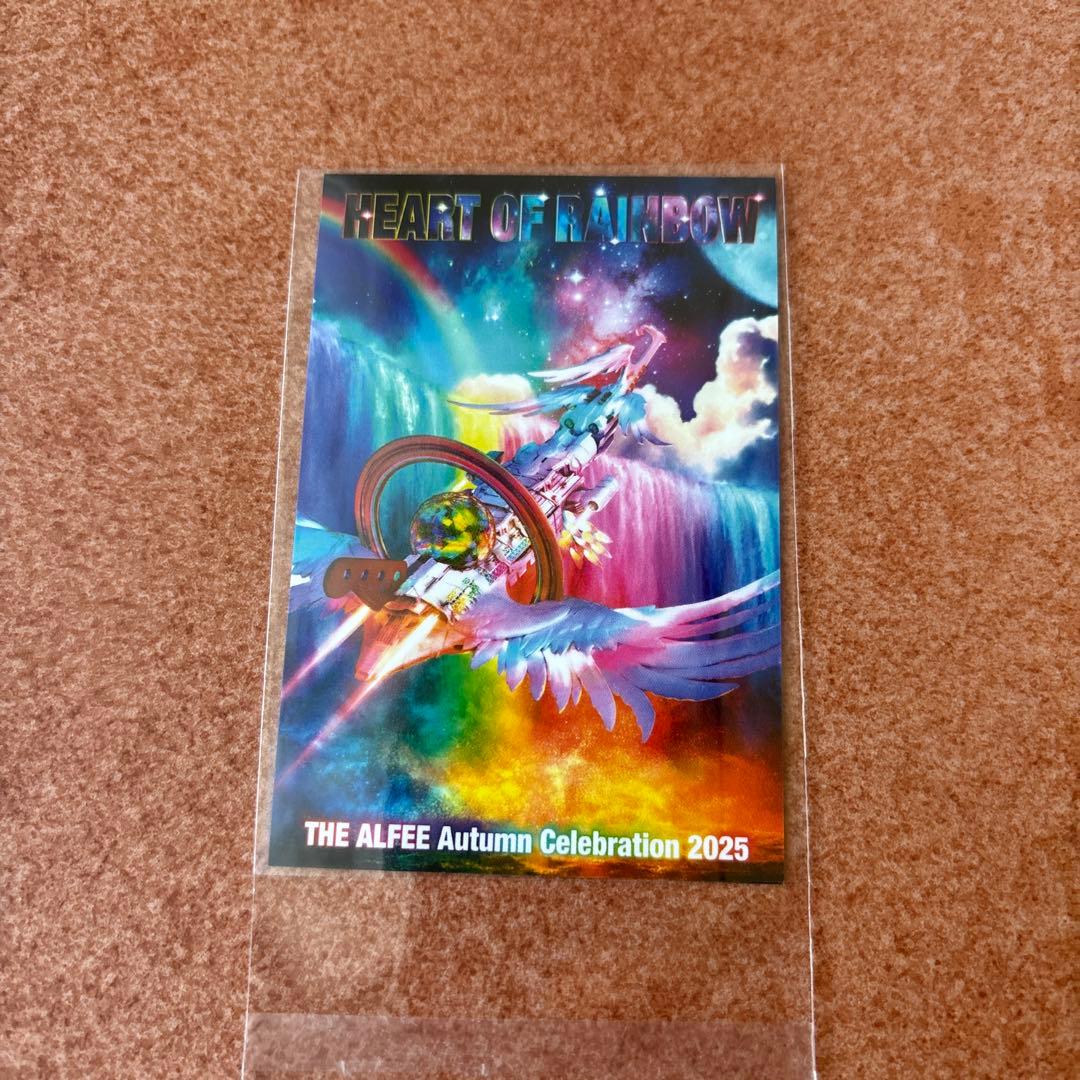 HEART OF RAINBOW
THE ALFEE Autumn Celebration 2025